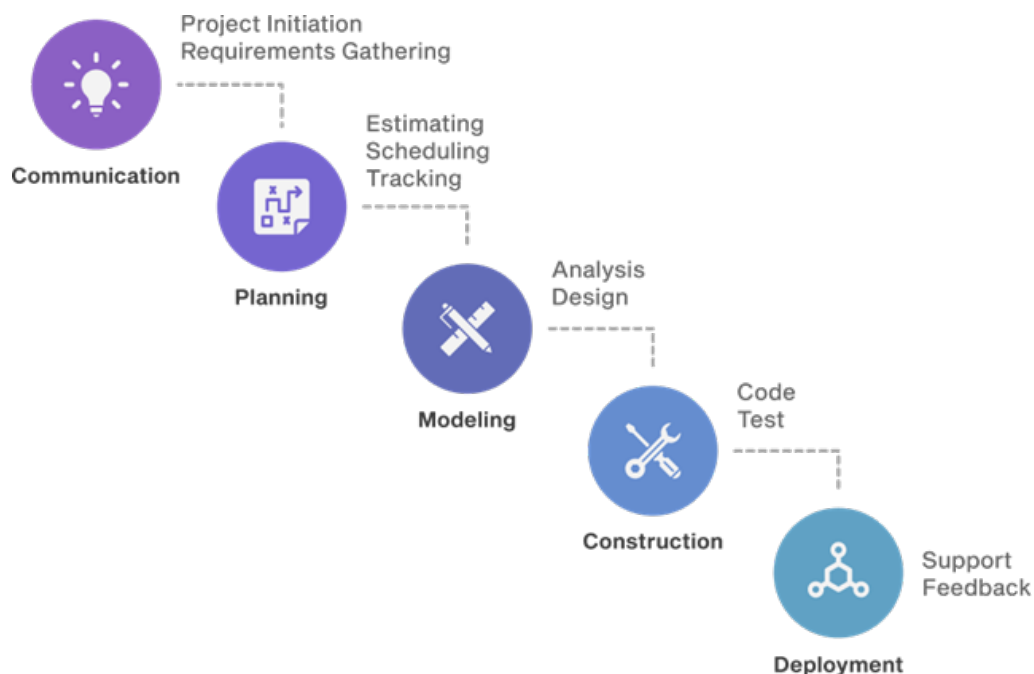 Project Initiation
Requirements Gathering
Communication
Estimating
Scheduling
Tracking
Planning
Analysis
Design
Modeling
Code
Test
Construction
Support
Feedback
Deployment